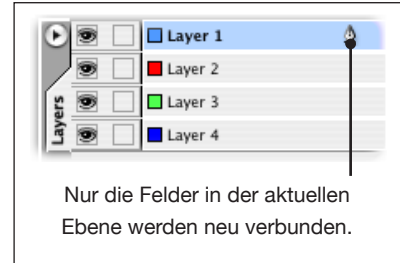 Layer 1
Layer 2
Layer 3
Layer 4
Layers
Nur die Felder in der aktuellen
Ebene werden neu verbunden.